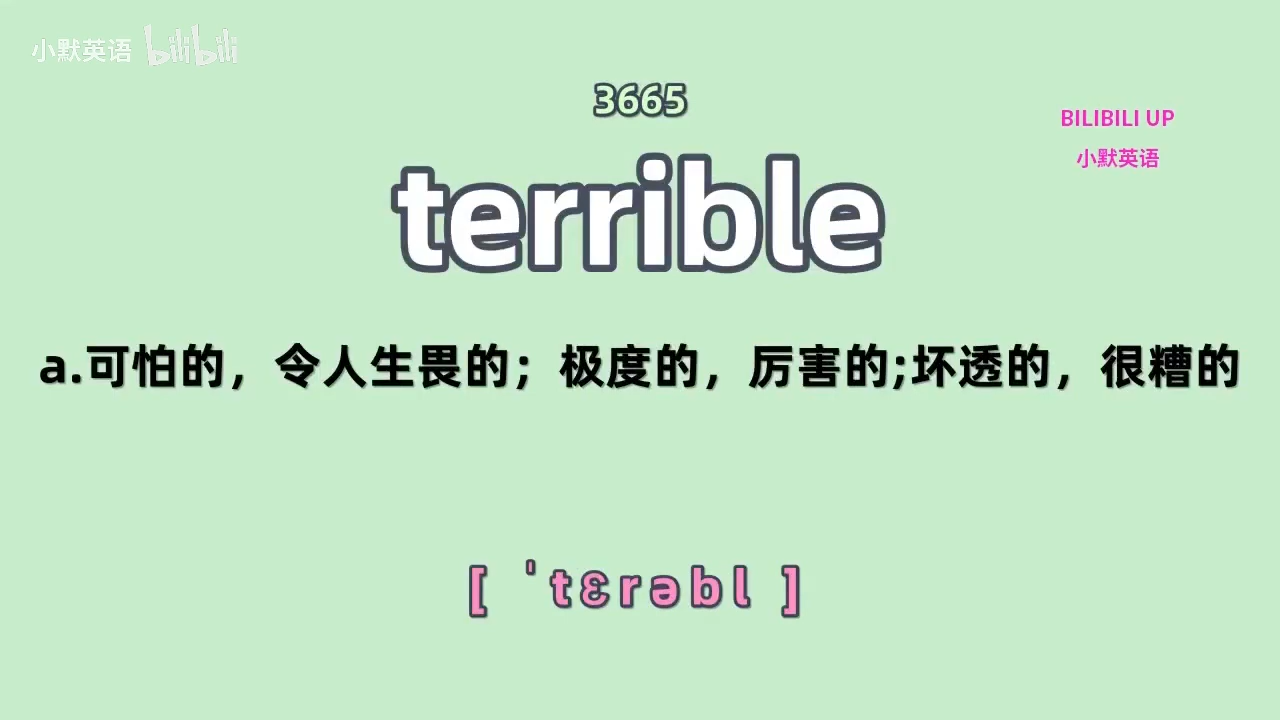 小默英语 bilibili
3665
BILIBILI UP
小默英语
terrible
a.可怕的，令人生畏的；极度的，厉害的;坏透的，很糟的
[ ˈtɛrəbl ]